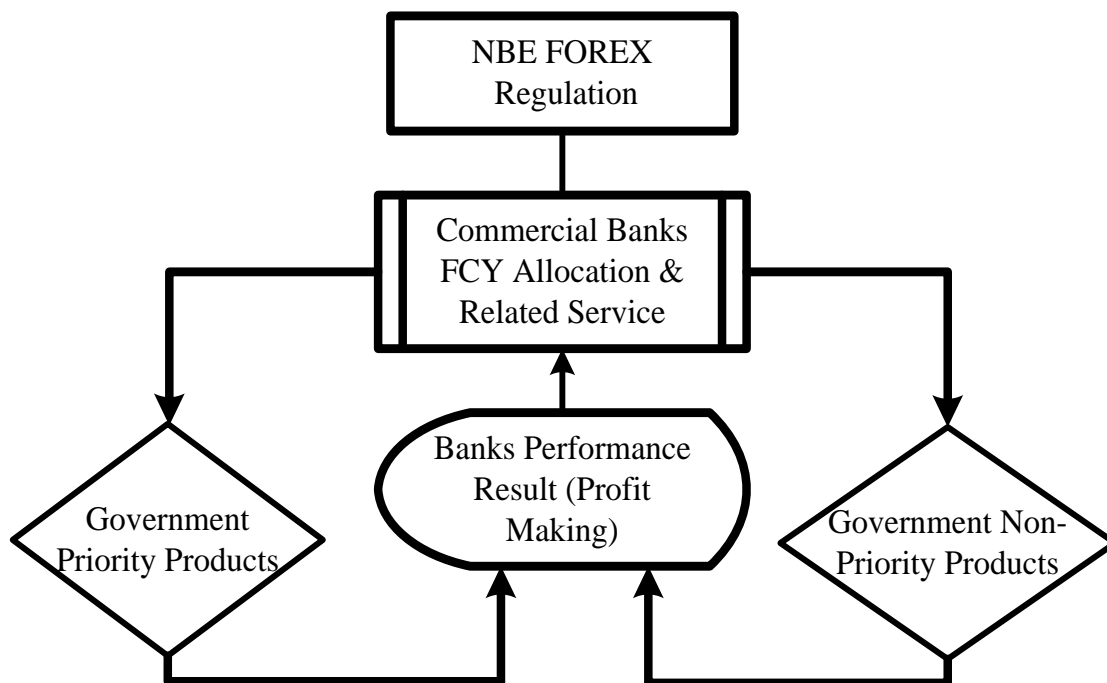 NBE FOREX
Regulation
Commercial Banks
FCY Allocation &
Related Service
Banks Performance
Result (Profit
Making)
Government
Priority Products
Government Non-
Priority Products